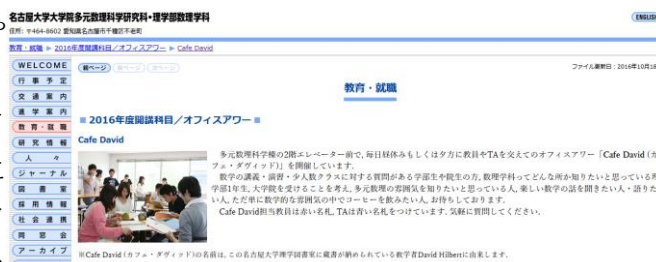 名古屋大学大学院多元数理科学研究科・理学部数理学科
ENGLISH
住所: 〒464-8602 愛知県名古屋市千種区不老町
教育・就職 ▶ 2016年度開講科目／オフィスアワー ▶ Cafe David
WELCOME
行事予定
交通案内
進学案内
教育・就職
研究情報
人々
ジャーナル
図書室
採用情報
社会連携
同窓会
アーカイブ
親ページ
前ページ
次ページ
ファイル更新日: 2016年10月18
教育・就職
■ 2016年度開講科目／オフィスアワー ■
Cafe David
多元数理科学棟の2階エレベーター前で, 毎日昼休みもしくは夕方に教員やTAを交えてのオフィスアワー「Cafe David (カ
フェ・ダヴィッド)」を開催しています.
数学の講義・演習・少人数クラスに対する質問がある学部生や院生の方, 数理学科ってどんな所か知りたいと思っている理
学部1年生, 大学院を受けることを考え, 多元数理の雰囲気を知りたいと思っている人, 楽しい数学の話を聞きたい人・語りた
い人, ただ単に数学的な雰囲気の中でコーヒーを飲みたい人, お待ちしております.
Cafe David担当教員は赤い名札, TAは青い名札をつけています. 気軽に質問してください.
※Cafe David (カフェ・ダヴィッド)の名前は, この名古屋大学理学図書室に蔵書が納められている数学者David Hilbertに由来します.